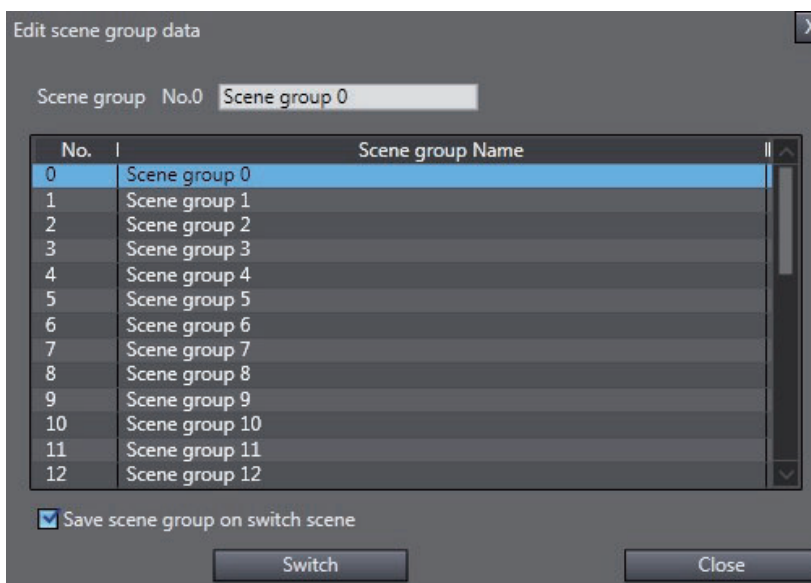 Edit scene group data
X
Scene group No.0 Scene group 0
No. Scene group Name
0 Scene group 0
1 Scene group 1
2 Scene group 2
3 Scene group 3
4 Scene group 4
5 Scene group 5
6 Scene group 6
7 Scene group 7
8 Scene group 8
9 Scene group 9
10 Scene group 10
11 Scene group 11
12 Scene group 12
Save scene group on switch scene
Switch Close